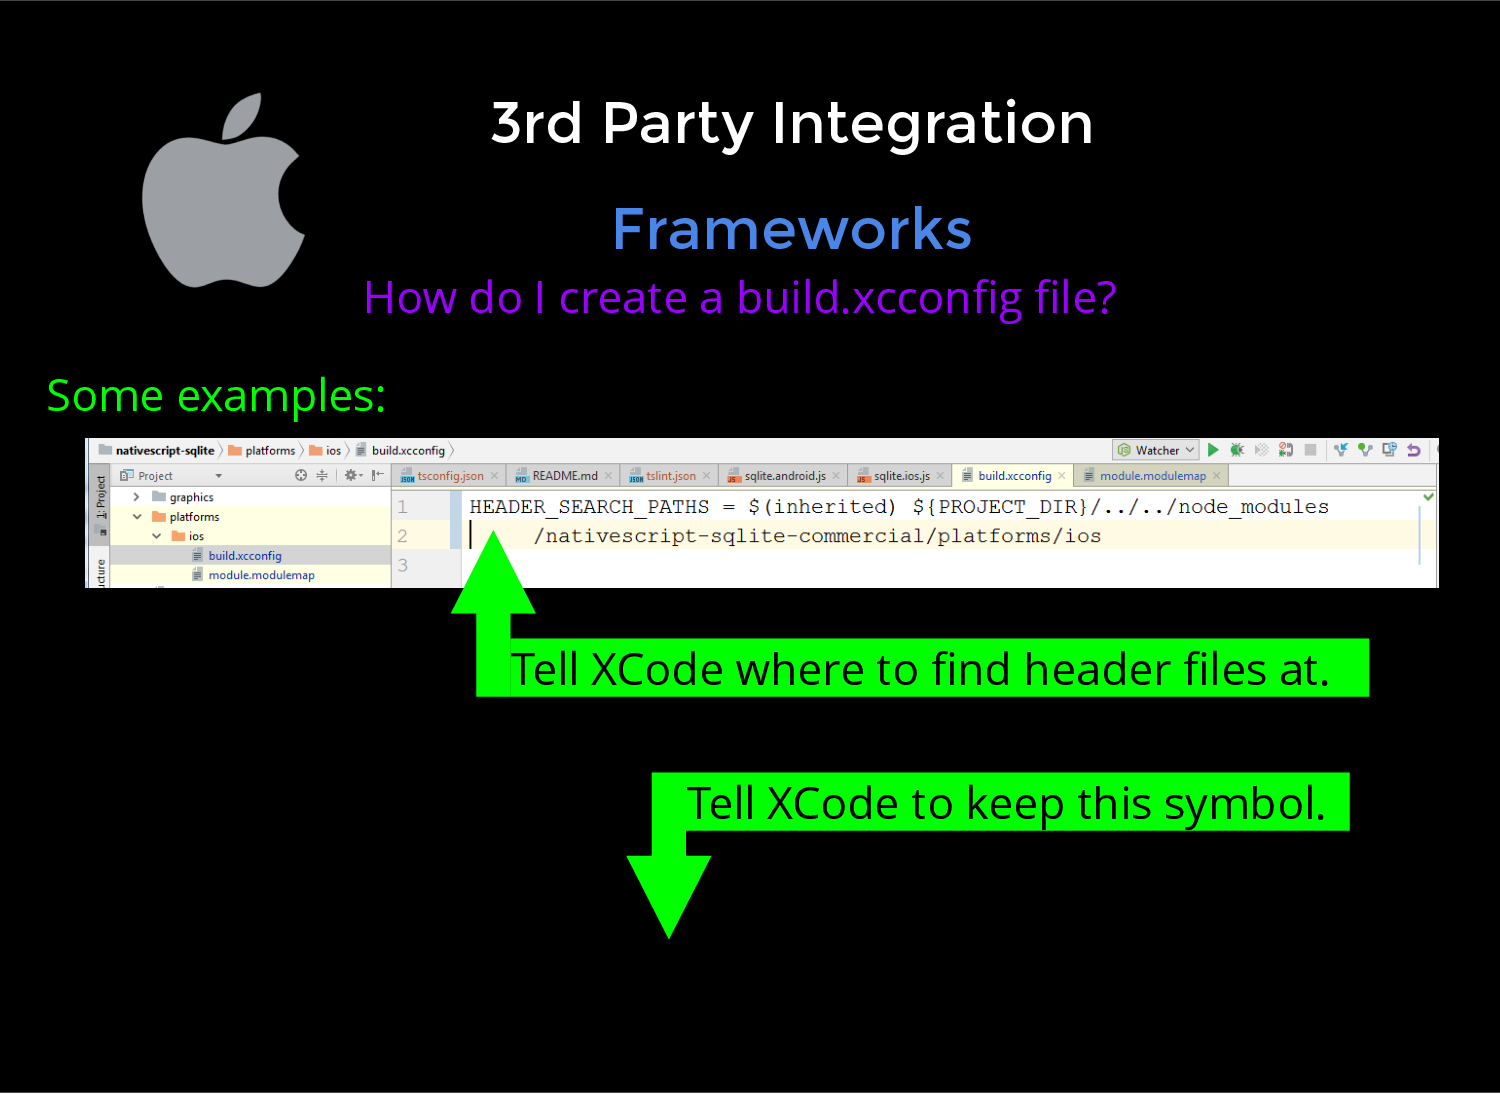 3rd Party Integration
Frameworks
How do I create a build.xcconfig file?
Some examples:
nativescript-sqlite platforms ios build.xcconfig Watcher
1: Project
Project tsconfig.json README.md tslint.json sqlite.android.js sqlite.ios.js build.xcconfig module.modulemap
graphics
platforms
ios
build.xcconfig
module.modulemap
ucture
1 HEADER_SEARCH_PATHS = $(inherited) ${PROJECT_DIR}/../../node_modules
2 /nativescript-sqlite-commercial/platforms/ios
3
Tell XCode where to find header files at.
Tell XCode to keep this symbol.